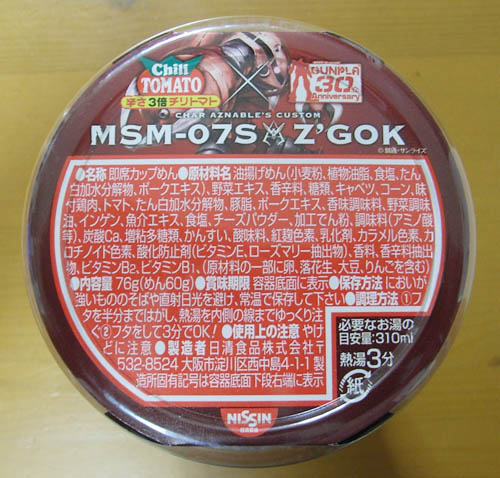 Chili
TOMATO
辛さ3倍チリトマト
GUNPLA
30th
Anniversary
CHAR AZNABLE'S CUSTOM
MSM-07S Z'GOK
©創通・サンライズ
●名称 即席カップめん●原材料名 油揚げめん(小麦粉、植物油脂、食塩、たん
白加水分解物、ポークエキス)、野菜エキス、香辛料、糖類、キャベツ、コーン、味
付鶏肉、トマト、たん白加水分解物、豚脂、ポークエキス、香味調味料、野菜調味
油、インゲン、魚介エキス、食塩、チーズパウダー、加工でん粉、調味料(アミノ酸
等)、炭酸Ca、増粘多糖類、かんすい、酸味料、紅麹色素、乳化剤、カラメル色素、カ
ロチノイド色素、酸化防止剤(ビタミンE、ローズマリー抽出物)、香料、香辛料抽出
物、ビタミンB2、ビタミンB1、(原材料の一部に卵、落花生、大豆、りんごを含む)
●内容量 76g(めん60g)●賞味期限 容器底面に表示●保存方法 においが
強いもののそばや直射日光を避け、常温で保存して下さい●調理方法①フ
タを半分まではがし、熱湯を内側の線までゆっくり注
ぐ②フタをして3分でOK!●使用上の注意 やけ
どに注意●製造者 日清食品株式会社〒
532-8524 大阪市淀川区西中島4-1-1 製
造所固有記号は容器底面下段右端に表示
必要なお湯の
目安量:310ml
熱湯3分
紙
NISSIN
日清食品